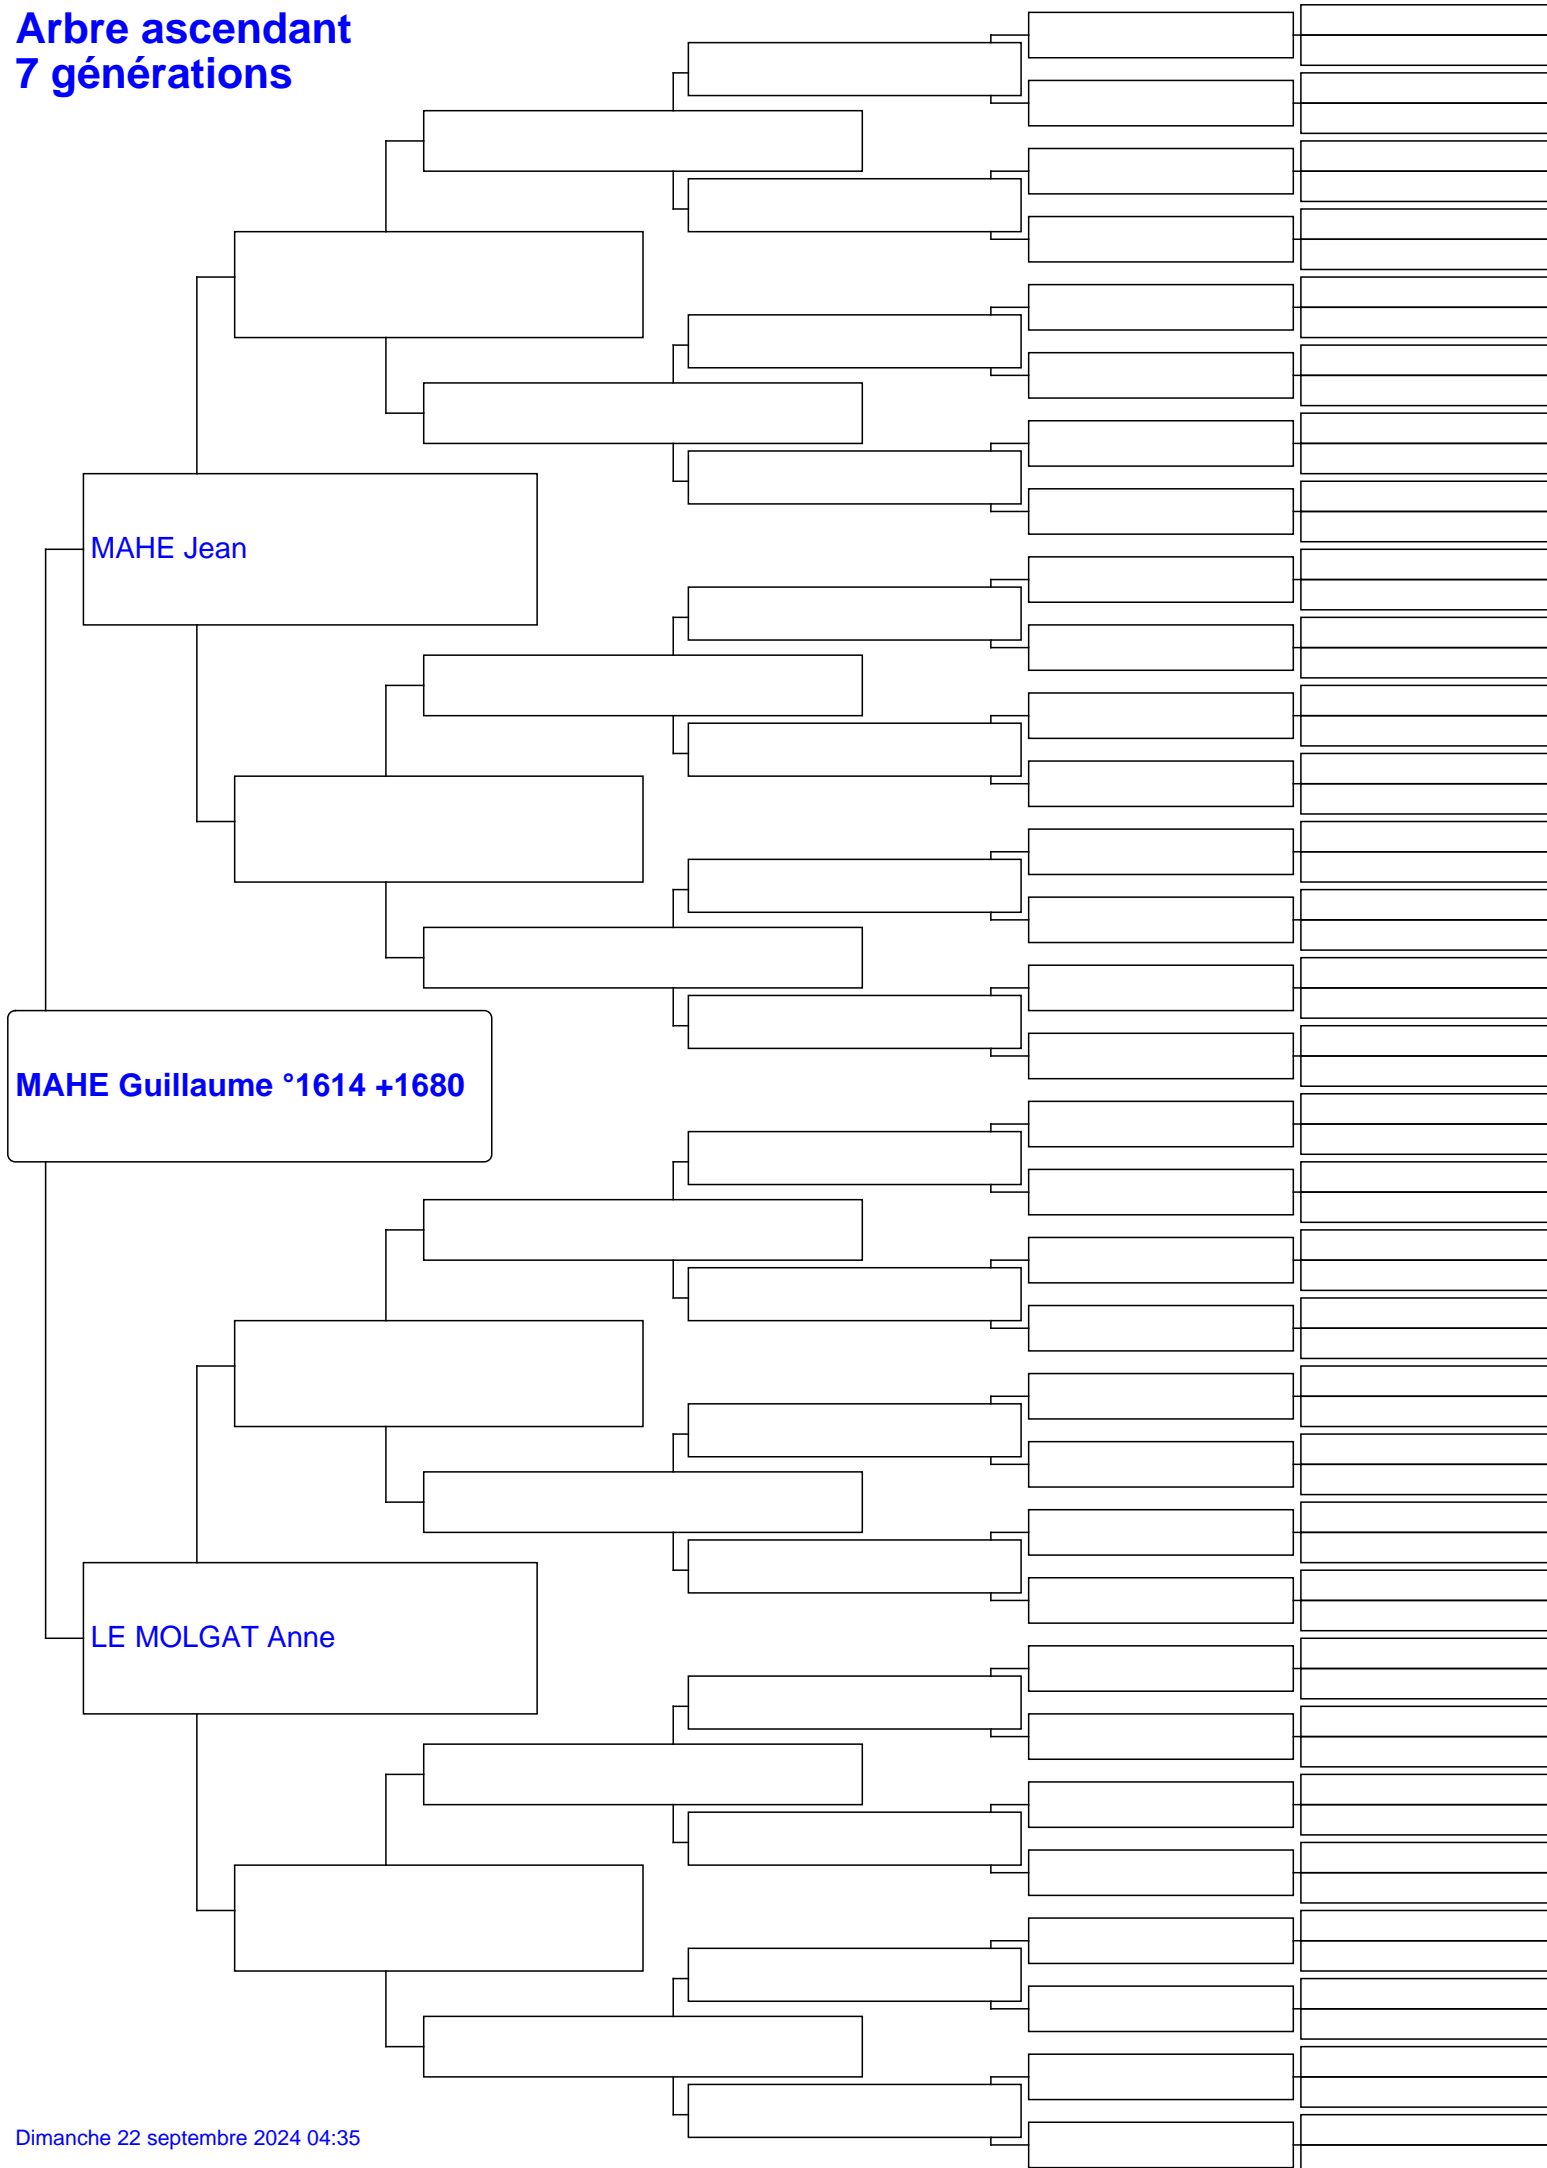 Arbre ascendant
7 générations
MAHE Jean
MAHE Guillaume °1614 +1680
LE MOLGAT Anne
Dimanche 22 septembre 2024 04:35